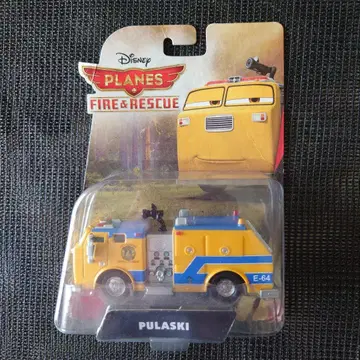 Disney
PLANES
FIRE & RESCUE
E-64
PULASKI